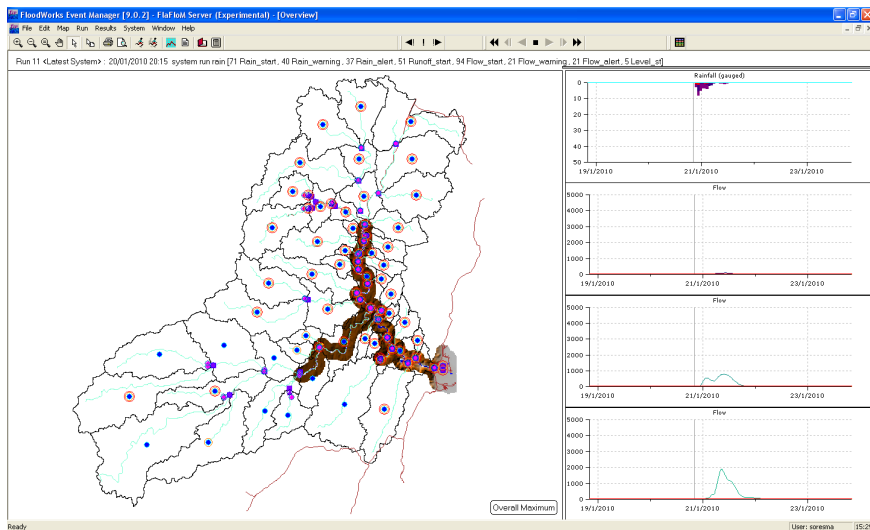 FloodWorks Event Manager [9.0.2] - FlaFloM Server (Experimental) - [Overview]
File Edit Map Run Results System Window Help
Run 11 <Latest System> : 20/01/2010 20:15 system run rain [71 Rain_start, 40 Rain_warning, 37 Rain_alert, 51 Runoff_start, 94 Flow_start, 21 Flow_warning, 21 Flow_alert, 5 Level_st]
Rainfall (gauged)
0
10
20
30
40
50
19/1/2010 21/1/2010 23/1/2010
Flow
5000
4000
3000
2000
1000
0
19/1/2010 21/1/2010 23/1/2010
Flow
5000
4000
3000
2000
1000
0
19/1/2010 21/1/2010 23/1/2010
Flow
5000
4000
3000
2000
1000
0
19/1/2010 21/1/2010 23/1/2010
Overall Maximum
Ready User: soresma 15:29